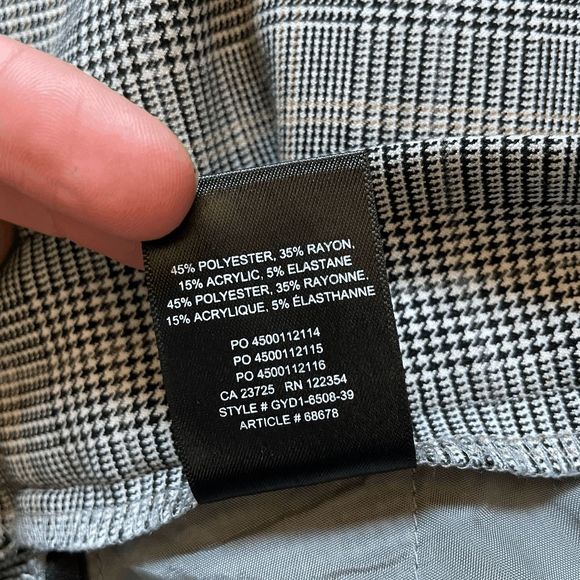 45% POLYESTER, 35% RAYON,
15% ACRYLIC, 5% ELASTANE
45% POLYESTER, 35% RAYONNE.
15% ACRYLIQUE, 5% ÉLASTHANNE
PO 4500112114
PO 4500112115
PO 4500112116
CA 23725 RN 122354
STYLE # GYD1-6508-39
ARTICLE # 68678